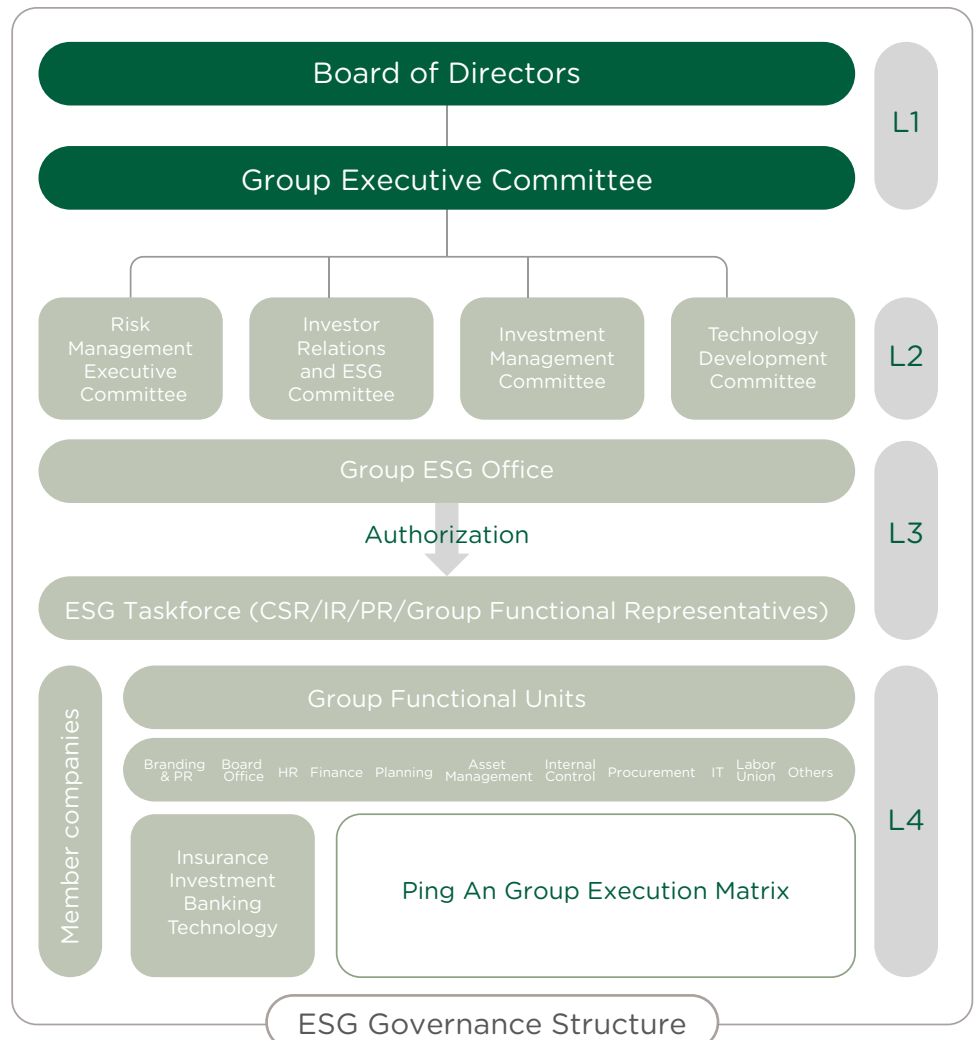 Board of Directors
L1
Group Executive Committee
Risk
Management
Executive
Committee
Investor
Relations
and ESG
Committee
Investment
Management
Committee
Technology
Development
Committee
L2
Group ESG Office
Authorization
L3
ESG Taskforce (CSR/IR/PR/Group Functional Representatives)
Member companies
Group Functional Units
Branding
& PR
Board
Office
HR
Finance
Planning
Asset
Management
Internal
Control
Procurement
IT
Labor
Union
Others
L4
Insurance
Investment
Banking
Technology
Ping An Group Execution Matrix
ESG Governance Structure